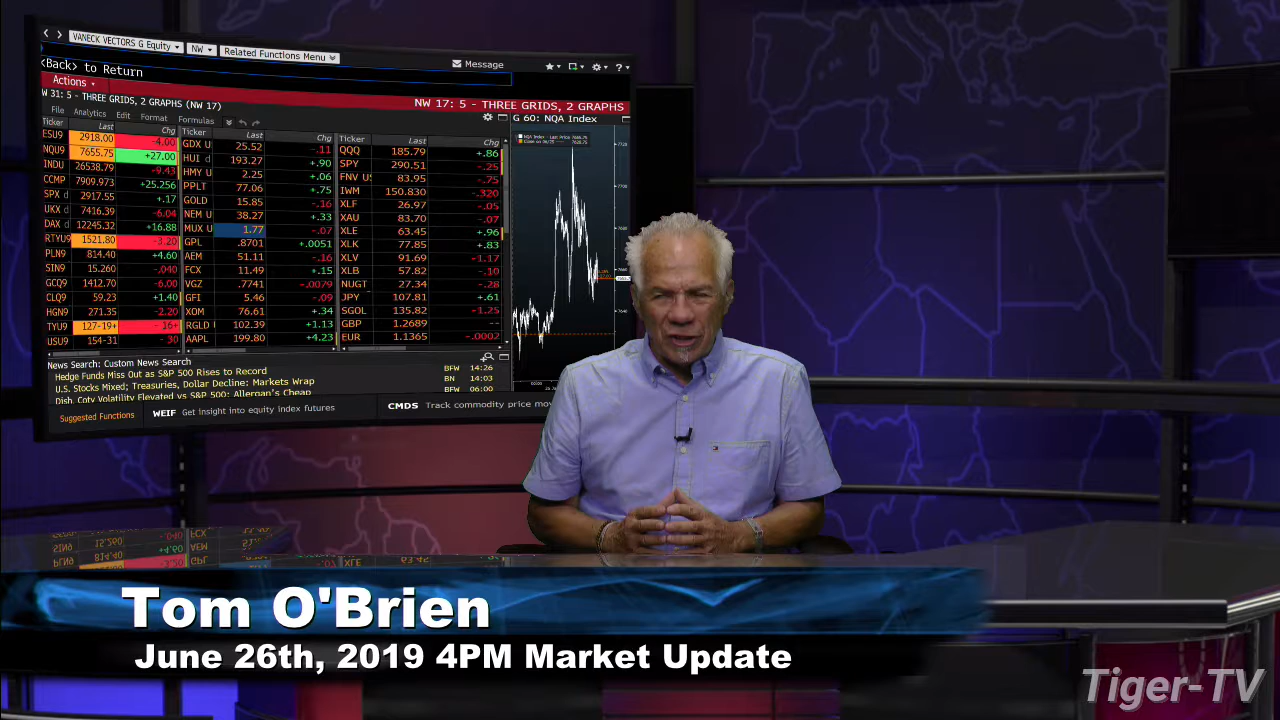 VANECK VECTORS G Equity NW Related Functions Menu
Message
<Back> to Return
Actions
W 31: 5 - THREE GRIDS, 2 GRAPHS (NW 17) NW 17: 5 - THREE GRIDS, 2 GRAPHS
File Analytics Edit Format Formulas
G 60: NQA Index
Ticker Last Chg Ticker Last Chg Ticker Last Chg
ESU9 2918.00 -4.00 GDX U 25.52 -.11 QQQ 185.79 +.86
NQU9 7655.75 +27.00 HUI d 193.27 +.90 SPY 290.51 -.25
INDU 26538.79 -9.43 HMY U 2.25 +.06 FNV US 83.95 -.75
CCMP 7909.973 +25.256 PPLT 77.06 +.75 IWM 150.830 -.320
SPX d 2917.55 +.17 GOLD 15.85 -.16 XLF 26.97 -.05
UKX d 7416.39 -6.04 NEM U 38.27 +.33 XAU 83.70 -.07
DAX d 12245.32 +16.88 MUX U 1.77 -.07 XLE 63.45 +.96
RTYU9 1521.80 -3.20 GPL .8701 +.0051 XLK 77.85 +.83
PLN9 814.40 +4.60 AEM 51.11 -.16 XLV 91.69 -1.17
SIN9 15.260 -.040 FCX 11.49 +.15 XLB 57.82 -.10
GCQ9 1412.70 -6.00 VGZ .7741 -.0079 NUGT 27.34 -.28
CLQ9 59.23 +1.40 GFI 5.46 -.09 JPY 107.81 +.61
HGN9 271.35 -2.20 XOM 76.61 +.34 SGOL 135.82 -1.25
TYU9 127-19+ - 16+ RGLD 102.39 +1.13 GBP 1.2689 --
USU9 154-31 - 30 AAPL 199.80 +4.23 EUR 1.1365 -.0002
News Search: Custom News Search
Hedge Funds Miss Out as S&P 500 Rises to Record BFW 14:26
U.S. Stocks Mixed; Treasuries, Dollar Decline: Markets Wrap BN 14:03
Dish, Coty Volatility Elevated vs S&P 500; Allergan's Cheap BFW 06:00
Suggested Functions WEIF Get insight into equity index futures CMDS Track commodity price
Tom O'Brien
June 26th, 2019 4PM Market Update
Tiger-TV